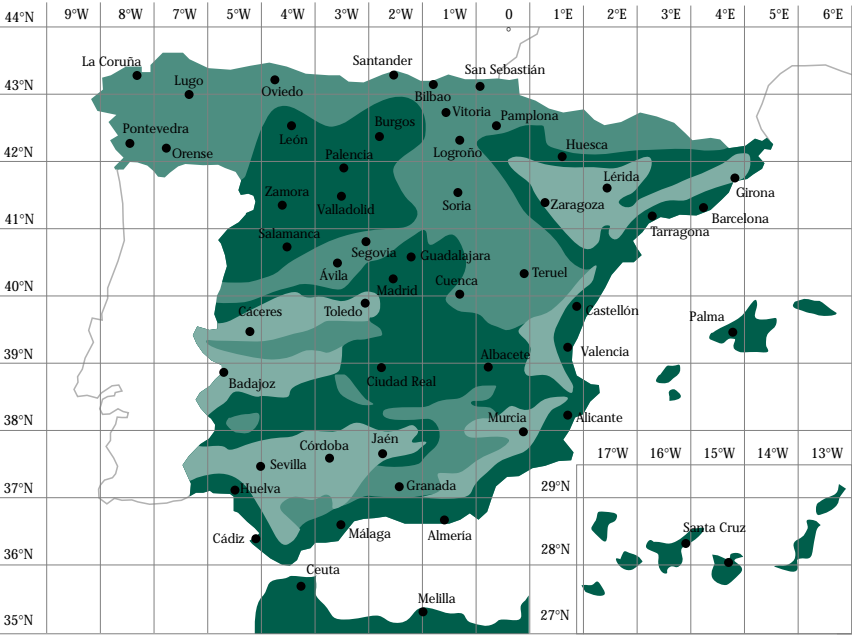 44°N 9°W 8°W 7°W 5°W 4°W 3°W 2°W 1°W 0 1°E 2°E 5°E 6°E
La Coruña Santander San Sebastián
43°N Lugo Oviedo Bilbao
Burgos Vitoria Pamplona
Pontevedra León Logroño Huesca
42°N Orense Palencia
Lérida
Zamora Valladolid Soria Zaragoza Girona
41°N Barcelona
Salamanca Tarragona
Segovia Guadalajara
Ávila Madrid Cuenca Teruel
40°N
Cáceres Toledo Castellón Palma
39°N Albacete Valencia
Badajoz Ciudad Real
38°N Murcia Alicante
Córdoba Jaén 17°W 16°W 15°W 14°W 13°W
Sevilla
37°N Huelva Granada 29°N
Cádiz Málaga Almería Santa Cruz
36°N 28°N
Ceuta
Melilla
35°N 27°N